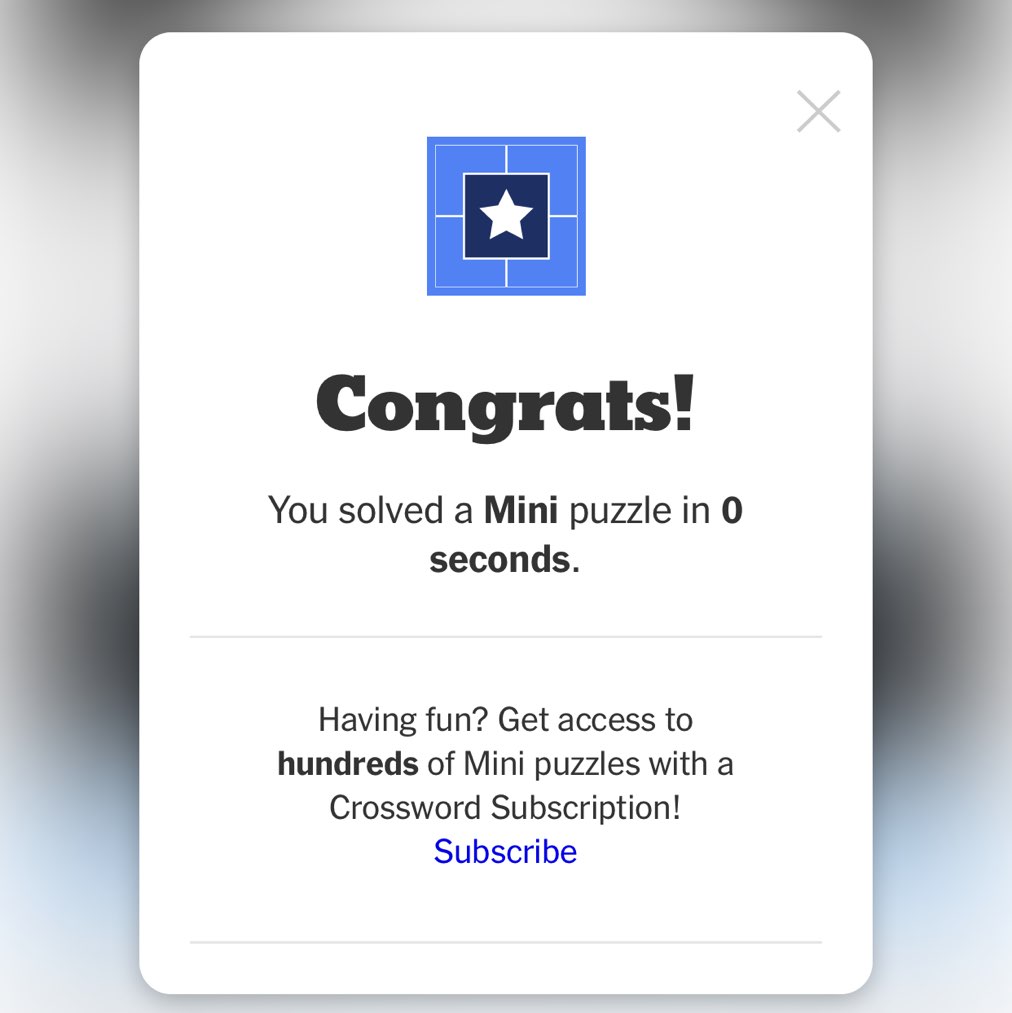 Congrats!
You solved a Mini puzzle in 0
seconds.
Having fun? Get access to
hundreds of Mini puzzles with a
Crossword Subscription!
Subscribe